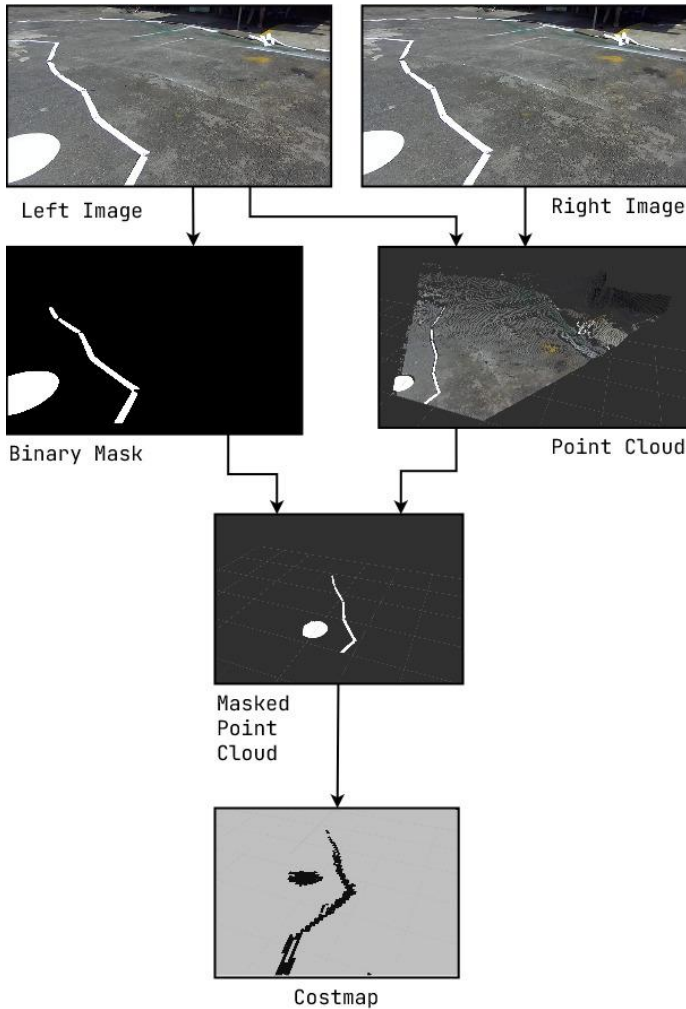 Left Image
Right Image
Binary Mask
Point Cloud
Masked
Point
Cloud
Costmap